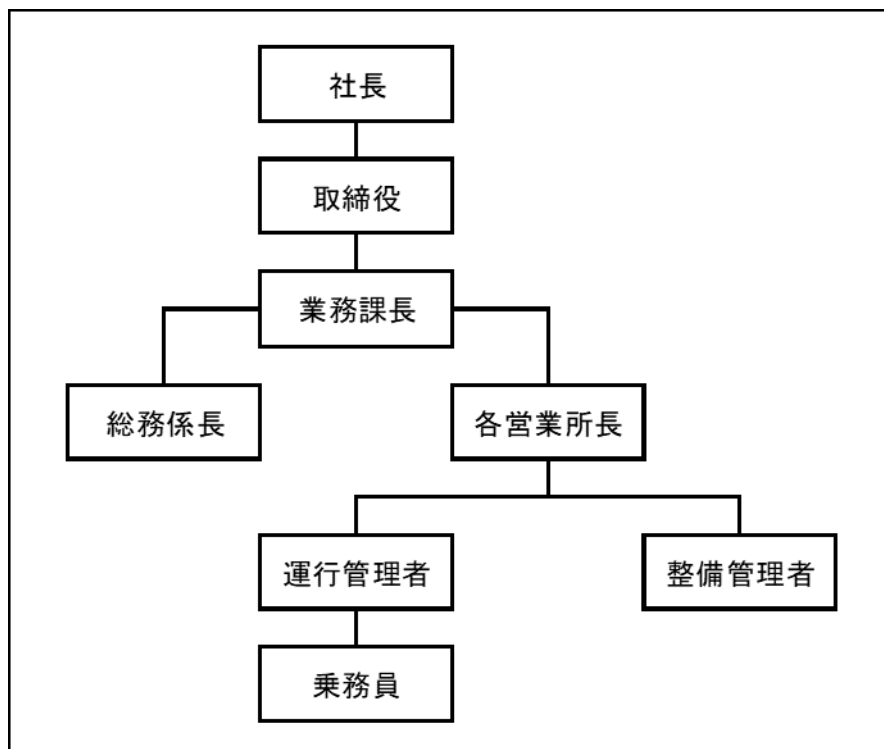 社長
取締役
業務課長
総務係長
各営業所長
運行管理者
整備管理者
乗務員